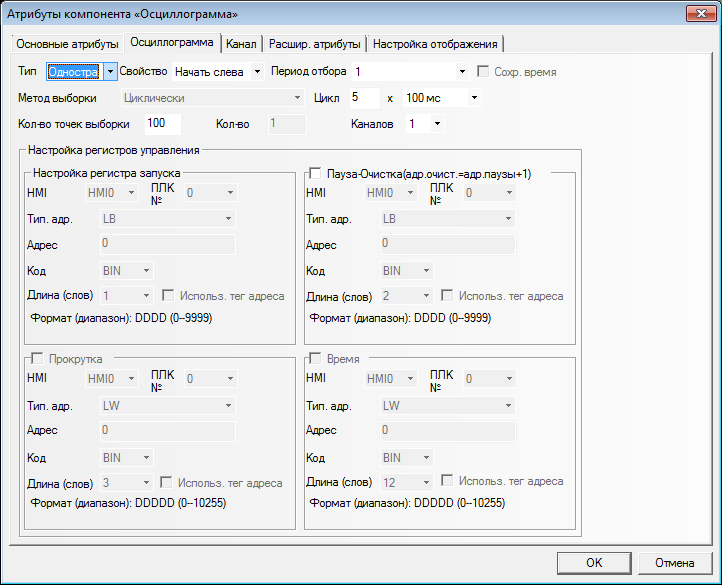 Атрибуты компонента «Осциллограмма»
Основные атрибуты Осциллограмма Канал Расшир. атрибуты Настройка отображения
Тип Однострa Свойство Начать слева Период отбора 1 Сохр. время
Метод выборки Циклически Цикл 5 x 100 мс
Кол-во точек выборки 100 Кол-во 1 Каналов 1
Настройка регистров управления
Настройка регистра запуска
HMI HMI0 ПЛК № 0
Тип. адр. LB
Адрес 0
Код BIN
Длина (слов) 1 Использ. тег адреса
Формат (диапазон): DDDD (0--9999)
Пауза-Очистка(адр.очист.=адр.паузы+1)
HMI HMI0 ПЛК № 0
Тип. адр. LB
Адрес 0
Код BIN
Длина (слов) 2 Использ. тег адреса
Формат (диапазон): DDDD (0--9999)
Прокрутка
HMI HMI0 ПЛК № 0
Тип. адр. LW
Адрес 0
Код BIN
Длина (слов) 3 Использ. тег адреса
Формат (диапазон): DDDDD (0--10255)
Время
HMI HMI0 ПЛК № 0
Тип. адр. LW
Адрес 0
Код BIN
Длина (слов) 12 Использ. тег адреса
Формат (диапазон): DDDDD (0--10255)
OK Отмена